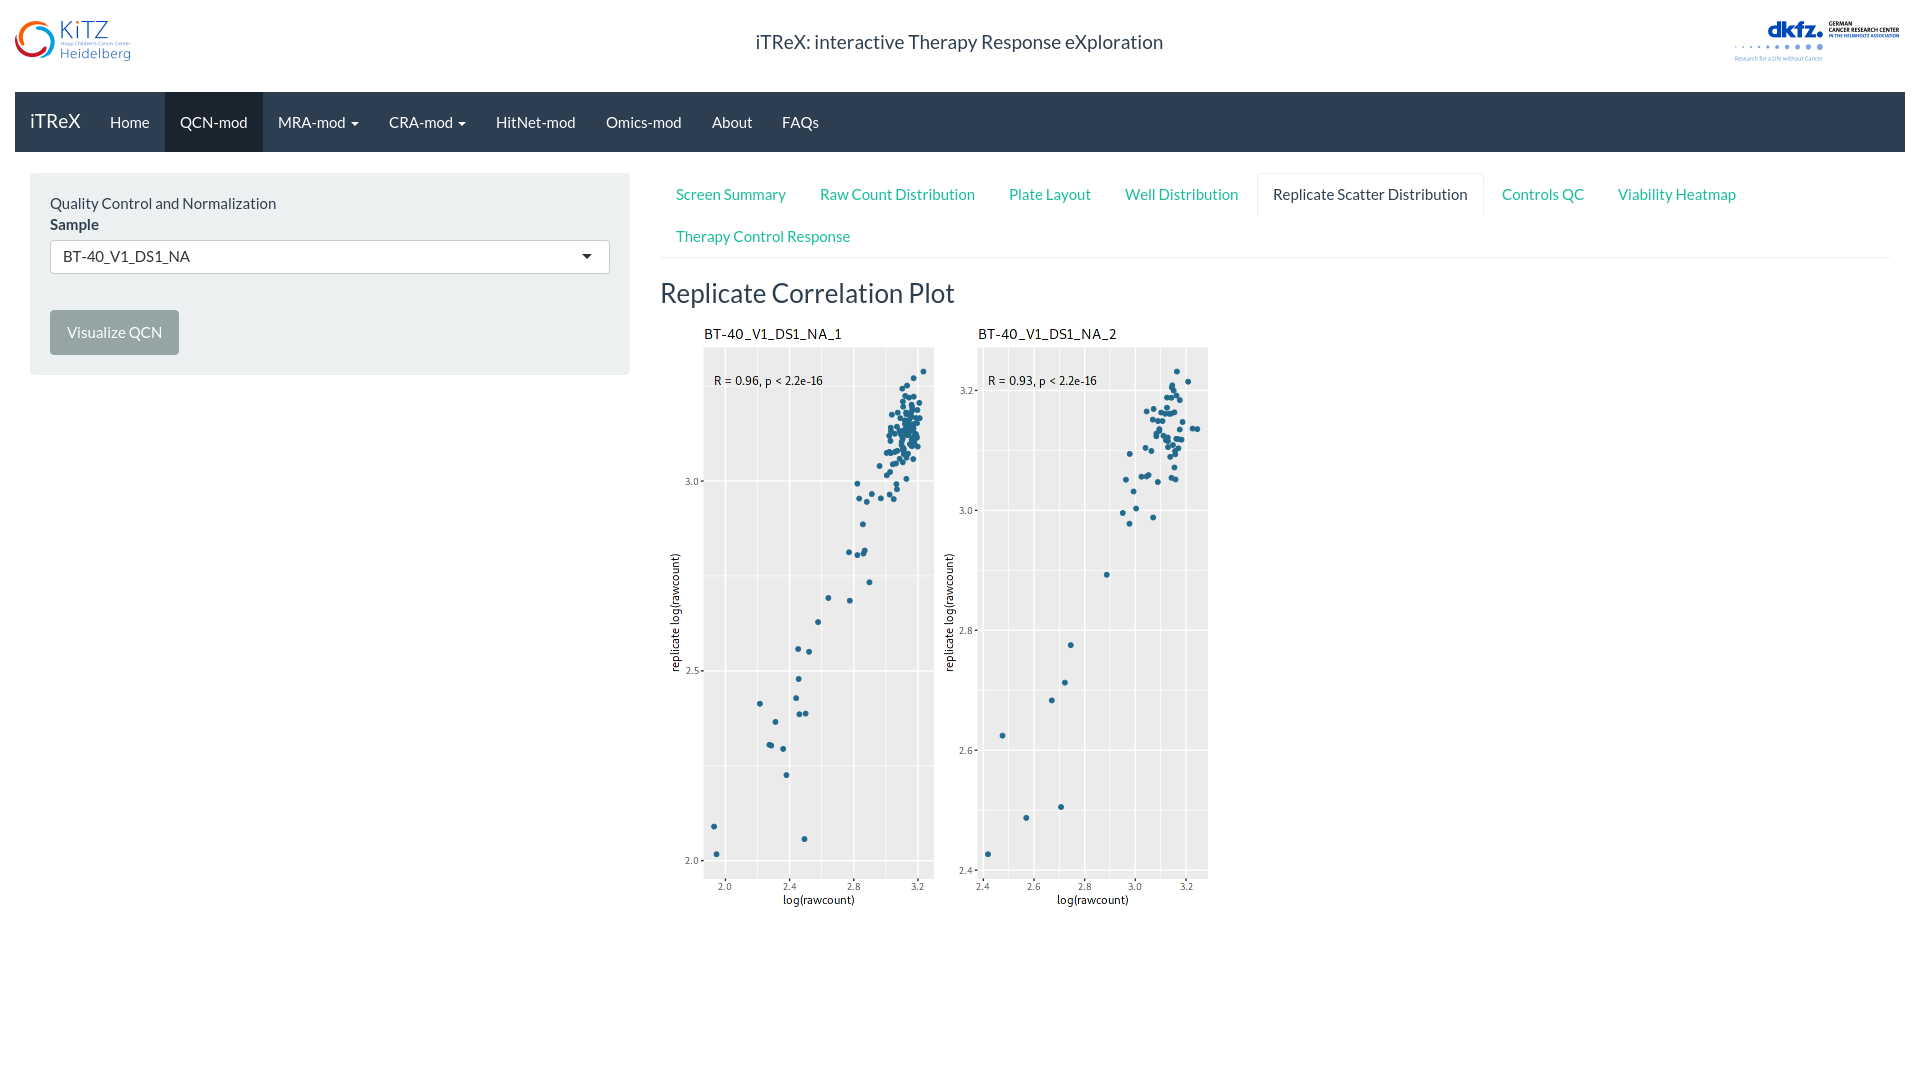 KiTZ
Hopp Children's Cancer Center
Heidelberg
iTReX: interactive Therapy Response eXploration
dkfz.
GERMAN
CANCER RESEARCH CENTER
IN THE HELMHOLTZ ASSOCIATION
Research for a Life without Cancer
iTReX Home QCN-mod MRA-mod CRA-mod HitNet-mod Omics-mod About FAQs
Quality Control and Normalization
Sample
BT-40_V1_DS1_NA
Visualize QCN
Screen Summary Raw Count Distribution Plate Layout Well Distribution Replicate Scatter Distribution Controls QC Viability Heatmap
Therapy Control Response
Replicate Correlation Plot
BT-40_V1_DS1_NA_1
R = 0.96, p < 2.2e-16
replicate log(rawcount)
3.0
2.5
2.0
2.0 2.4 2.8 3.2
log(rawcount)
BT-40_V1_DS1_NA_2
R = 0.93, p < 2.2e-16
replicate log(rawcount)
3.2
3.0
2.8
2.6
2.4
2.4 2.6 2.8 3.0 3.2
log(rawcount)